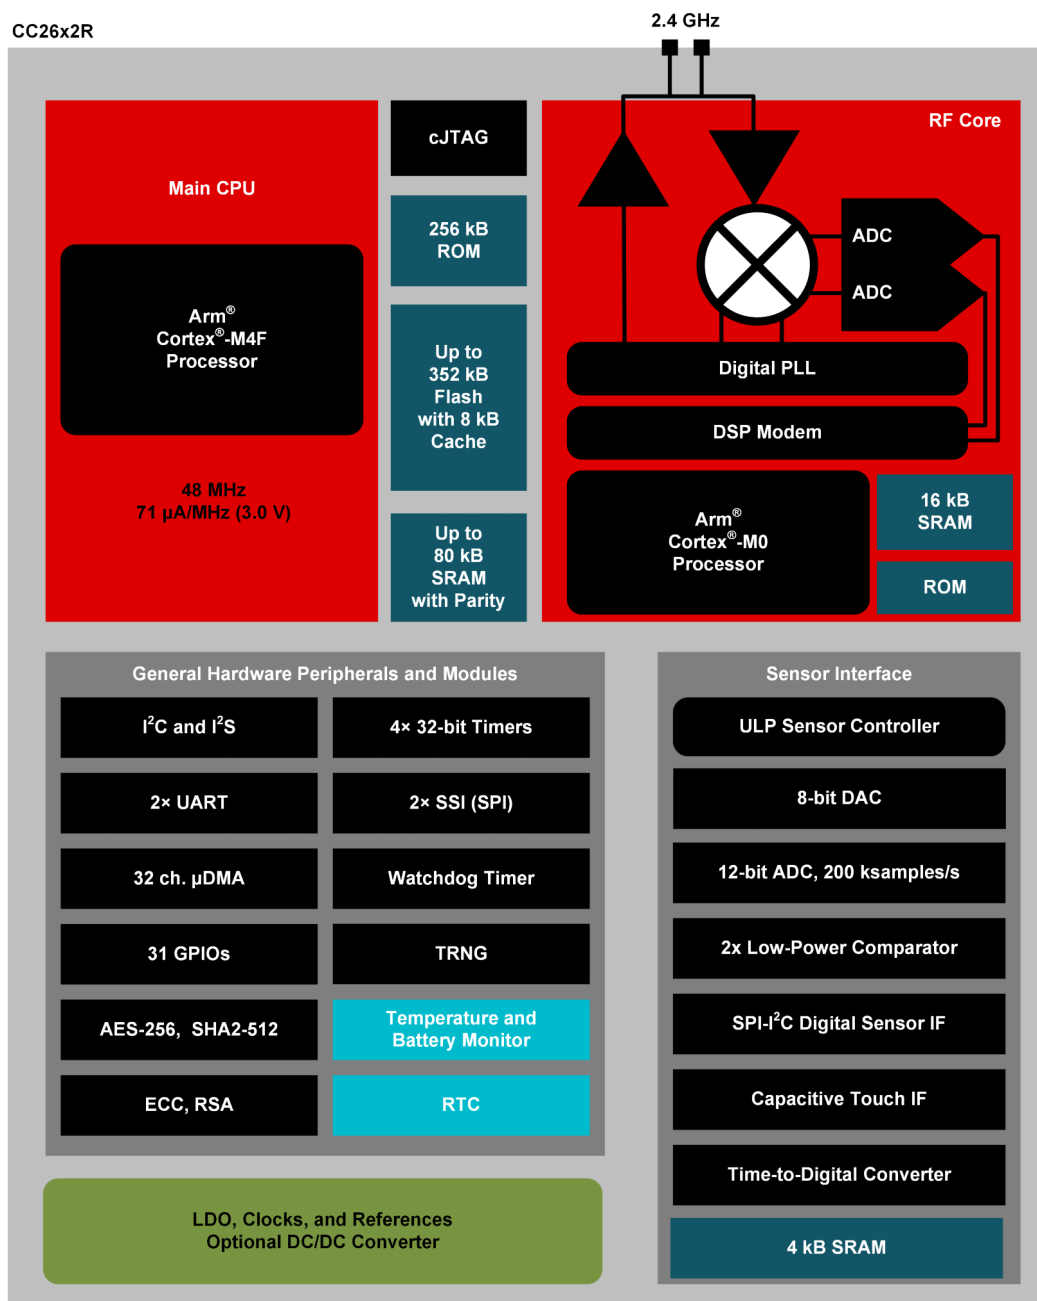 CC26x2R
2.4 GHz
Main CPU
Arm®
Cortex®-M4F
Processor
48 MHz
71 µA/MHz (3.0 V)
cJTAG
256 kB
ROM
Up to
352 kB
Flash
with 8 kB
Cache
Up to
80 kB
SRAM
with Parity
RF Core
ADC
ADC
Digital PLL
DSP Modem
Arm®
Cortex®-M0
Processor
16 kB
SRAM
ROM
General Hardware Peripherals and Modules
I²C and I²S
4× 32-bit Timers
2× UART
2× SSI (SPI)
32 ch. µDMA
Watchdog Timer
31 GPIOs
TRNG
AES-256, SHA2-512
Temperature and
Battery Monitor
ECC, RSA
RTC
LDO, Clocks, and References
Optional DC/DC Converter
Sensor Interface
ULP Sensor Controller
8-bit DAC
12-bit ADC, 200 ksamples/s
2x Low-Power Comparator
SPI-I²C Digital Sensor IF
Capacitive Touch IF
Time-to-Digital Converter
4 kB SRAM